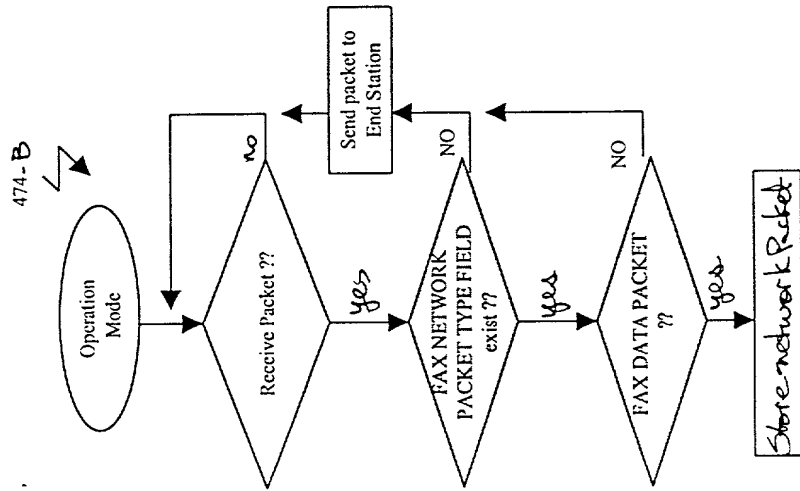 474-B
Operation
Mode
Receive Packet ??
no
yes
Send packet to
End Station
FAX NETWORK
PACKET TYPE FIELD
exist ??
NO
yes
FAX DATA PACKET
??
NO
yes
Store network Packet